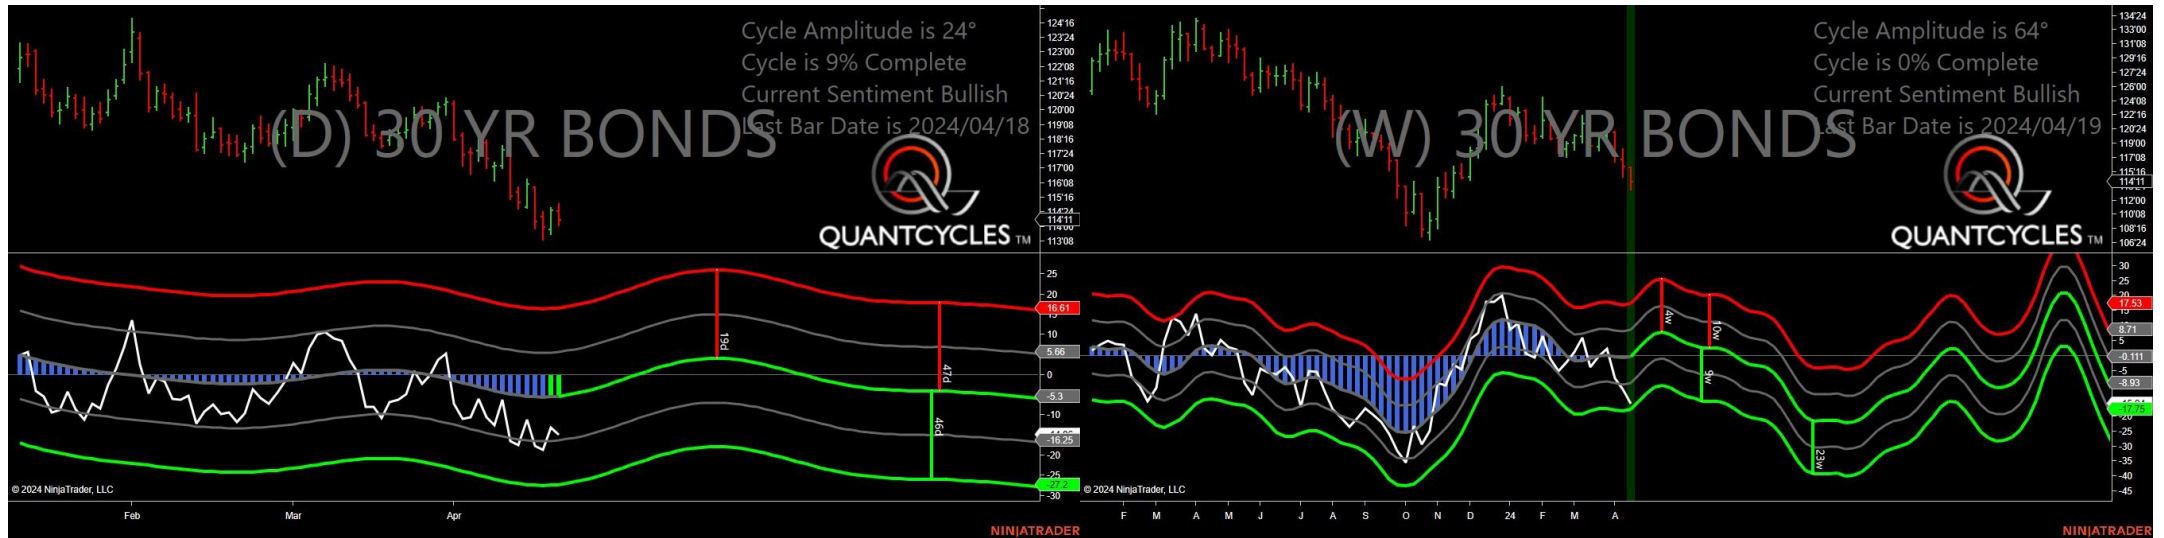 Cycle Amplitude is 24°
Cycle is 9% Complete
Current Sentiment Bullish
Last Bar Date is 2024/04/18
(D) 30 YR BONDS
QUANTCYCLES TM
124'16
123'24
123'00
122'08
121'16
120'24
120'00
119'08
118'16
117'24
117'00
116'08
115'16
114'24
114'11
114'00
113'08
25
20
16.61
15
10
5.66
0
-5.3
-10
-16.25
-20
-25
-27.2
-30
19d
47d
46d
© 2024 NinjaTrader, LLC
Feb
Mar
Apr
NINJATRADER
Cycle Amplitude is 64°
Cycle is 0% Complete
Current Sentiment Bullish
Last Bar Date is 2024/04/19
(W) 30 YR BONDS
QUANTCYCLES TM
134'24
133'00
131'08
129'16
127'24
126'00
124'08
122'16
120'24
119'00
117'08
115'16
114'11
112'00
110'08
108'16
106'24
30
25
20
17.53
8.71
5
-0.111
-5
-8.93
-17.75
-20
-25
-30
-35
-40
-45
4w
10w
9w
23w
© 2024 NinjaTrader, LLC
F
M
A
M
J
J
A
S
O
N
D
24
F
M
A
NINJATRADER